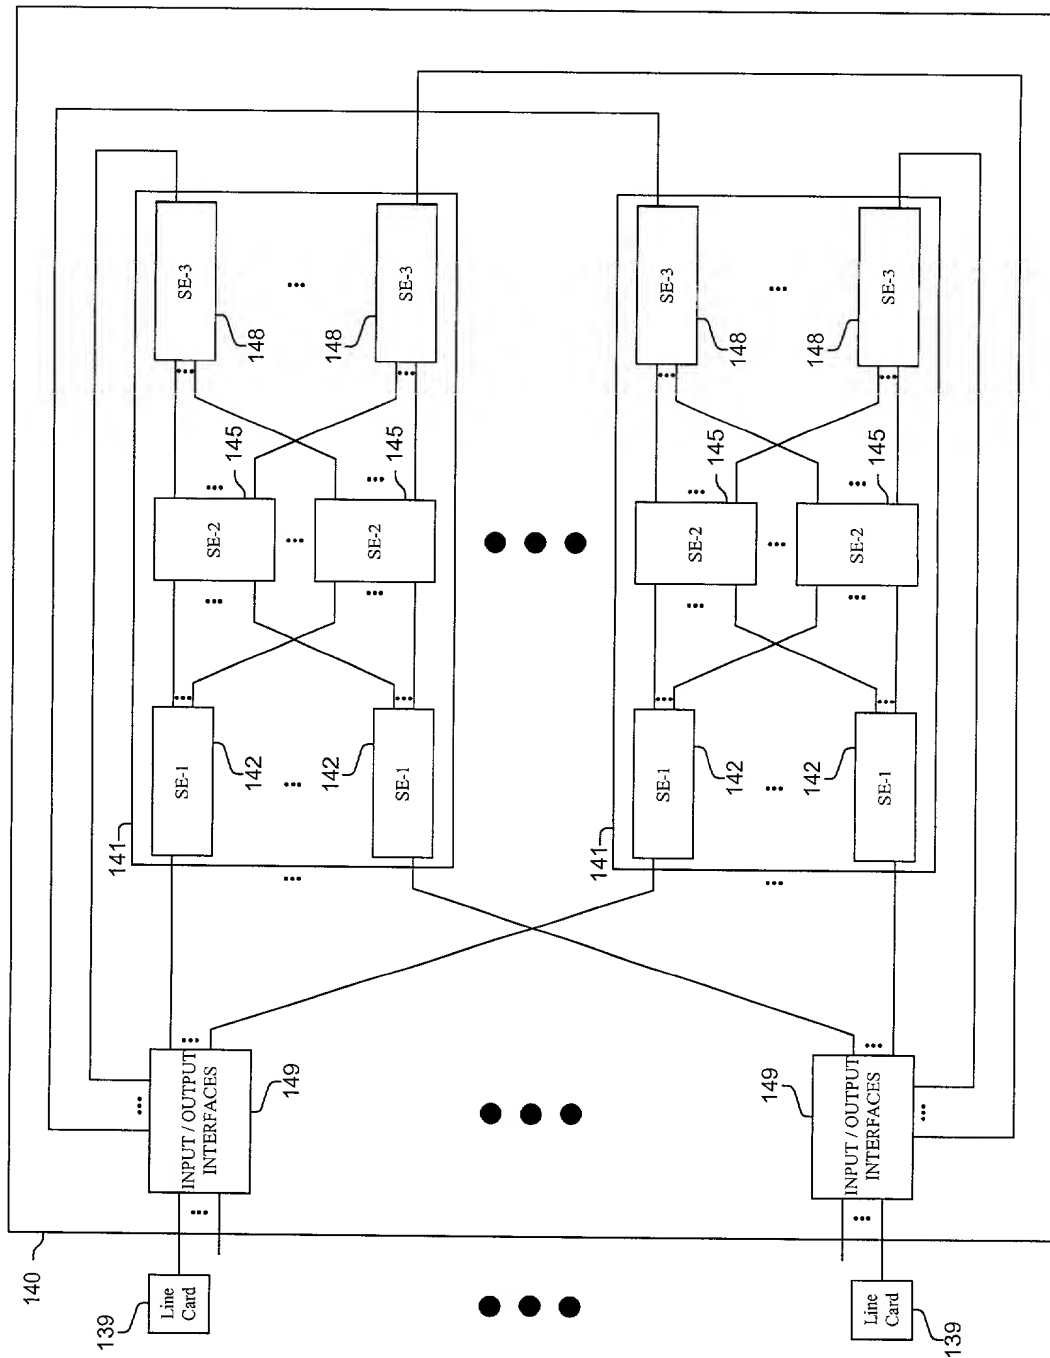 140
139
Line
Card
INPUT / OUTPUT
INTERFACES
149
141
SE-1
142
...
142
SE-1
SE-2
145
...
SE-2
145
SE-3
148
...
148
SE-3
141
SE-1
142
...
142
SE-1
SE-2
145
...
SE-2
145
SE-3
148
...
148
SE-3
149
INPUT / OUTPUT
INTERFACES
Line
Card
139